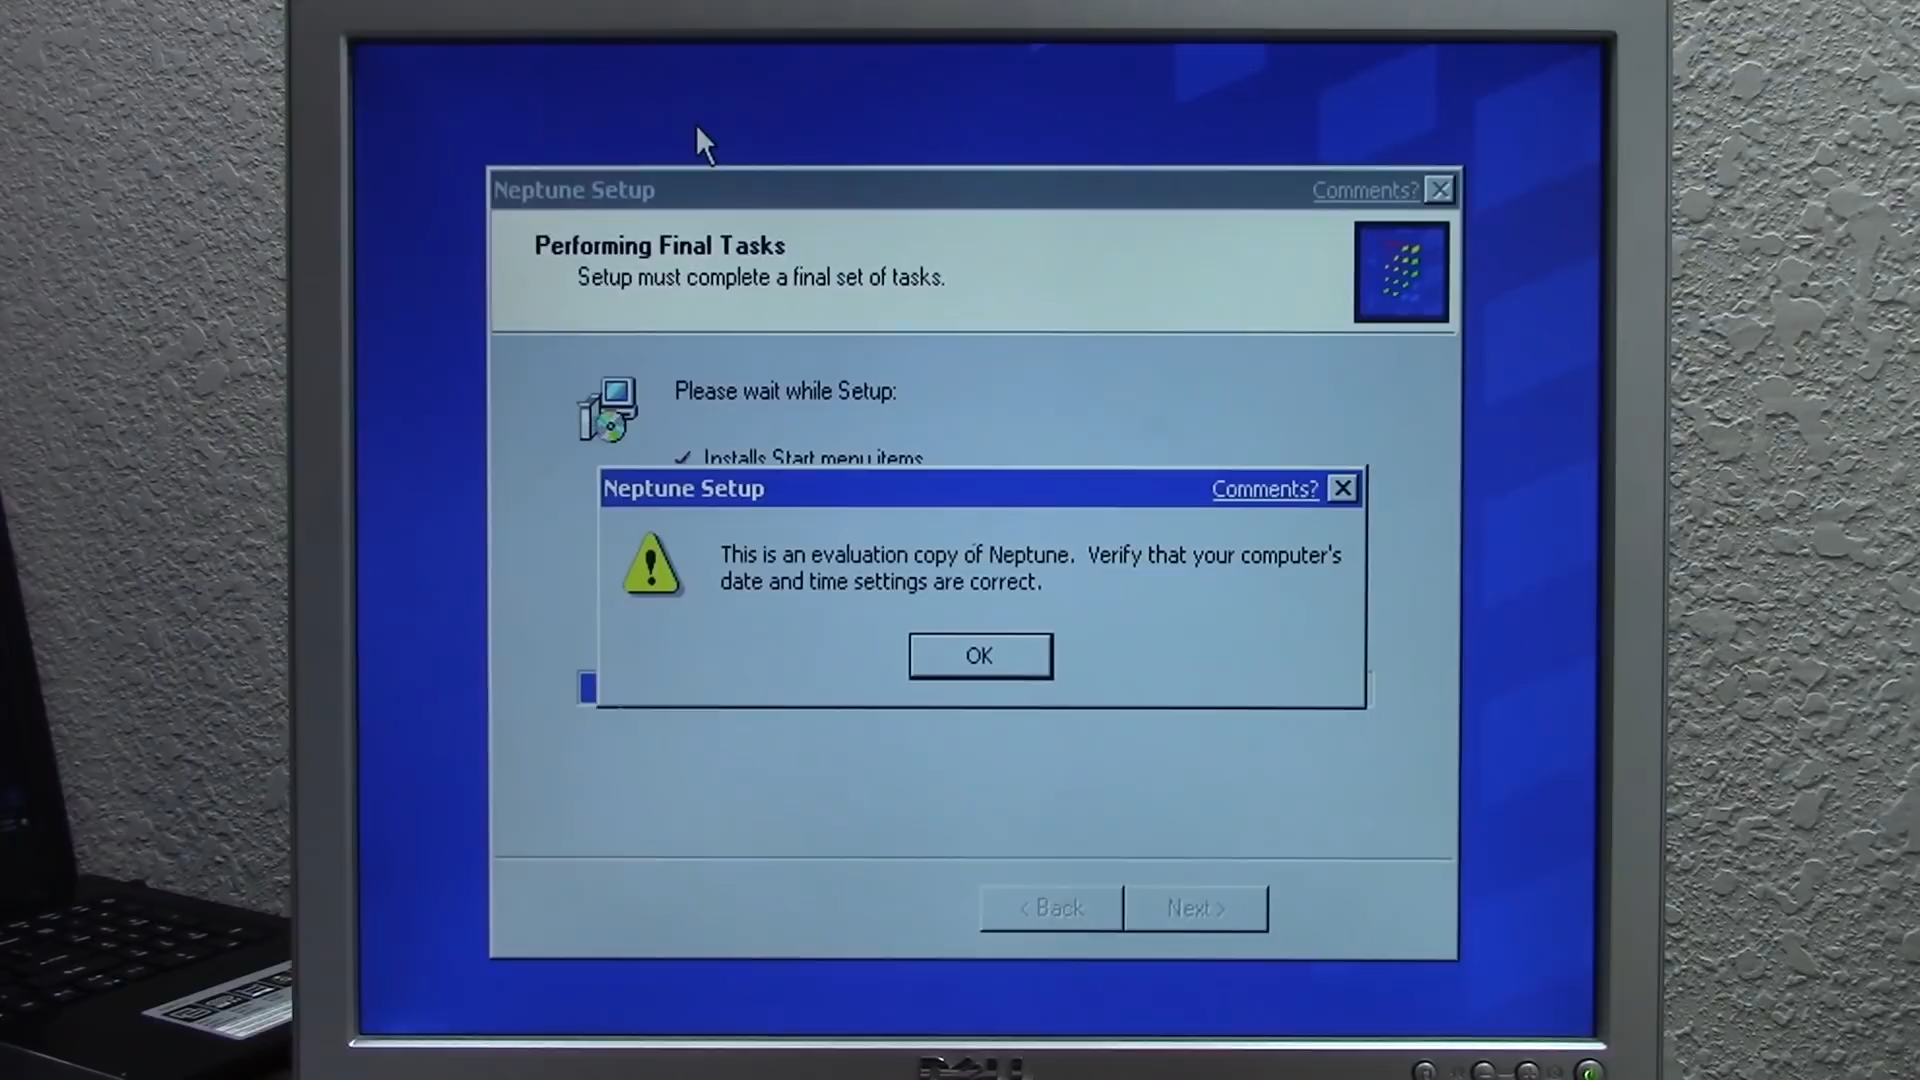 Neptune Setup Comments?
Performing Final Tasks
Setup must complete a final set of tasks.
Please wait while Setup:
Installs Start menu items
Neptune Setup Comments?
This is an evaluation copy of Neptune. Verify that your computer's
date and time settings are correct.
OK
< Back Next >
DELL